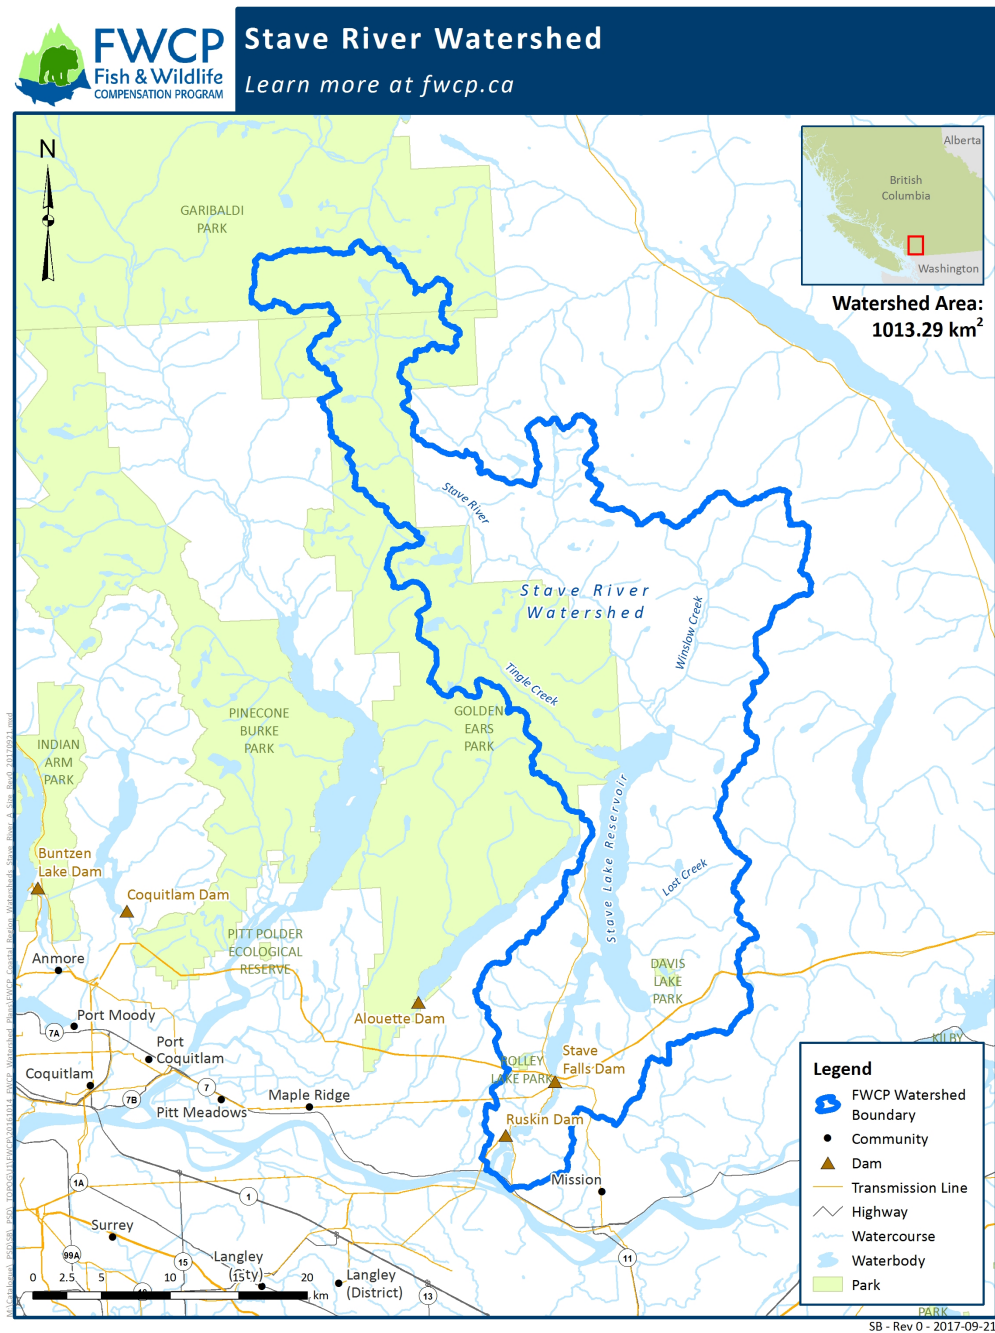 FWCP
Fish & Wildlife
COMPENSATION PROGRAM
Stave River Watershed
Learn more at fwcp.ca
N
Alberta
British
Columbia
Washington
Watershed Area:
1013.29 km2
GARIBALDI
PARK
Stave River
Stave River
Watershed
Winslow Creek
Tingle Creek
GOLDEN
EARS
PARK
PINECONE
BURKE
PARK
INDIAN
ARM
PARK
Stave Lake Reservoir
Buntzen
Lake Dam
Coquitlam Dam
Lost Creek
PITT POLDER
ECOLOGICAL
RESERVE
DAVIS
LAKE
PARK
Anmore
Alouette Dam
Port Moody
7A
Port
Coquitlam
Stave
Falls Dam
ROLLEY
LAKE PARK
KILBY
Coquitlam
7
7B
Pitt Meadows
Maple Ridge
Ruskin Dam
Mission
1A
1
Surrey
99A
15
Langley
(City)
Langley
(District)
13
11
0 2.5 5 10 15 20
km
Legend
FWCP Watershed
Boundary
Community
Dam
Transmission Line
Highway
Watercourse
Waterbody
Park
PARK
SB - Rev 0 - 2017-09-21